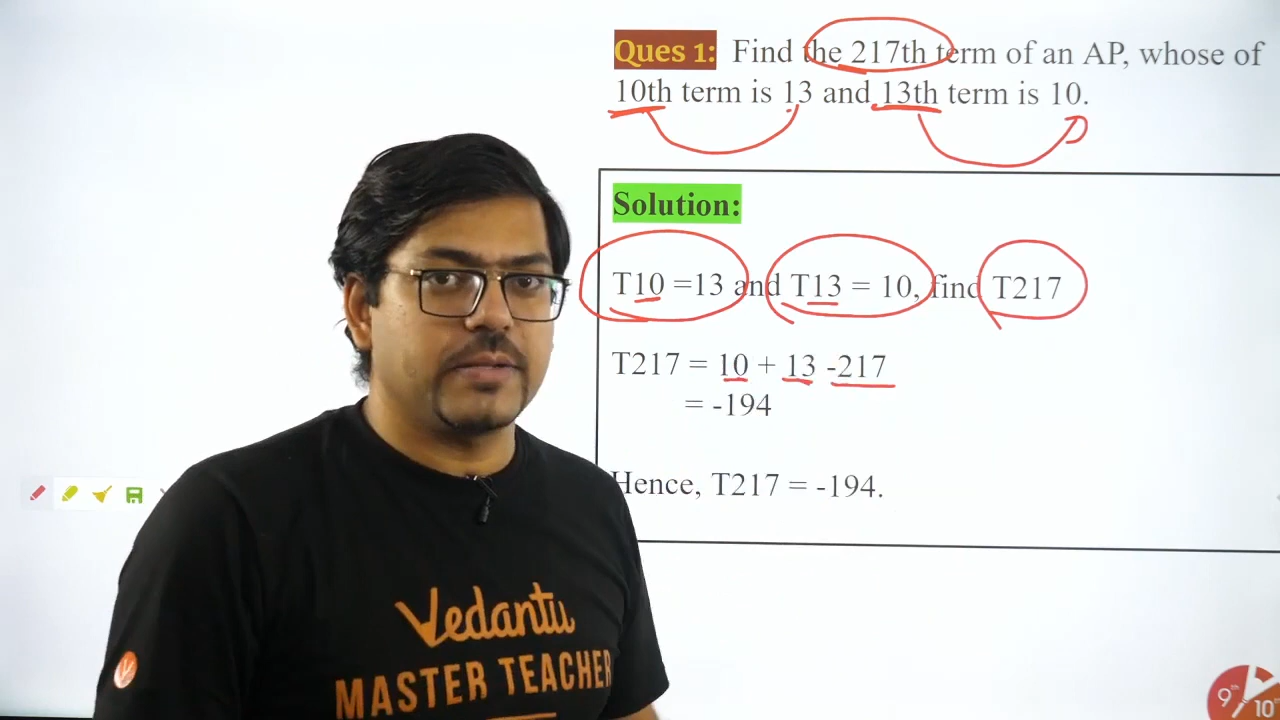 Ques 1: Find the 217th term of an AP, whose of
10th term is 13 and 13th term is 10.
Solution:
T10 =13 and T13 = 10, find T217
T217 = 10 + 13 -217
= -194
Hence, T217 = -194.
Vedantu
MASTER TEACHER
9th
10th